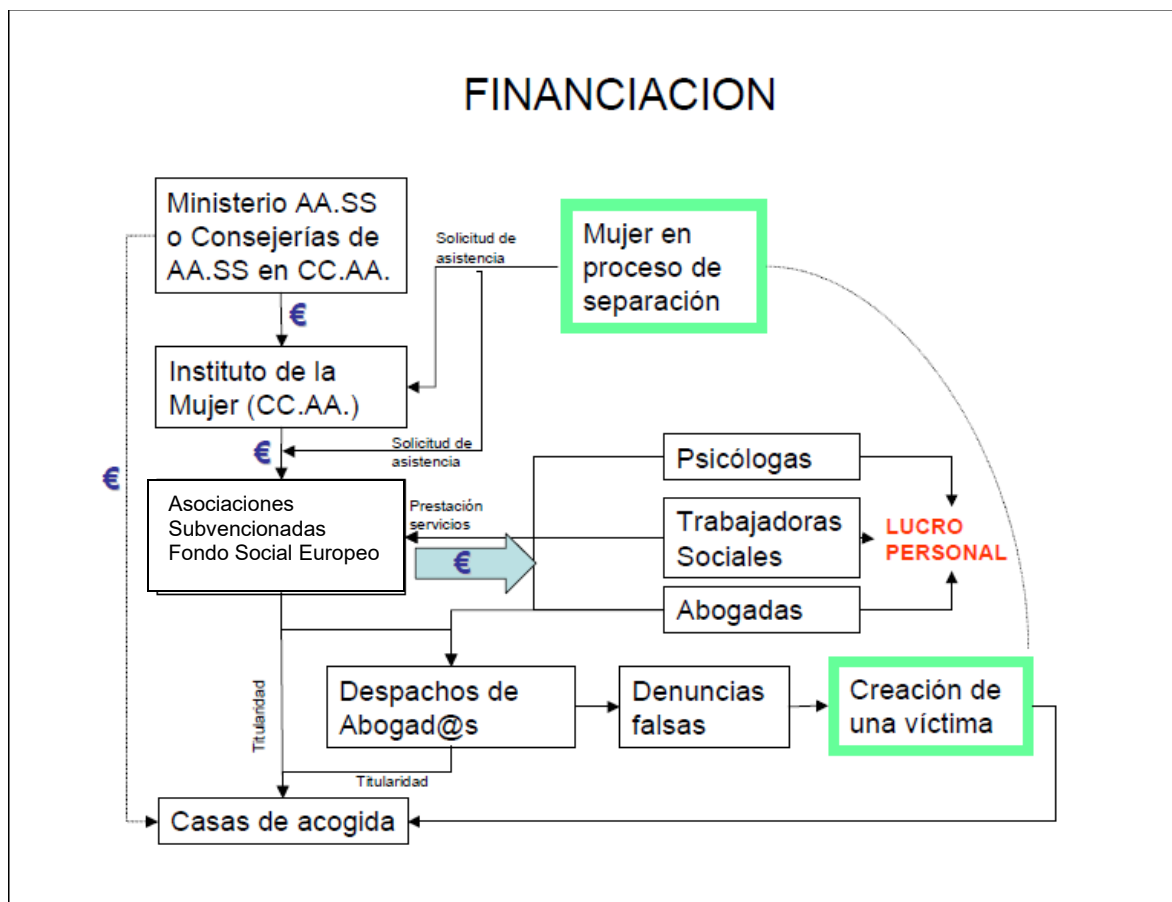 FINANCIACION
Ministerio AA.SS
o Consejerías de
AA.SS en CC.AA.
Solicitud de
asistencia
Mujer en
proceso de
separación
€
Instituto de la
Mujer (CC.AA.)
€
Solicitud de
asistencia
€
Asociaciones
Subvencionadas
Fondo Social Europeo
Prestación
servicios
€
Psicólogas
Trabajadoras
Sociales
Abogadas
LUCRO
PERSONAL
Titularidad
Despachos de
Abogad@s
Denuncias
falsas
Creación de
una víctima
Titularidad
Casas de acogida